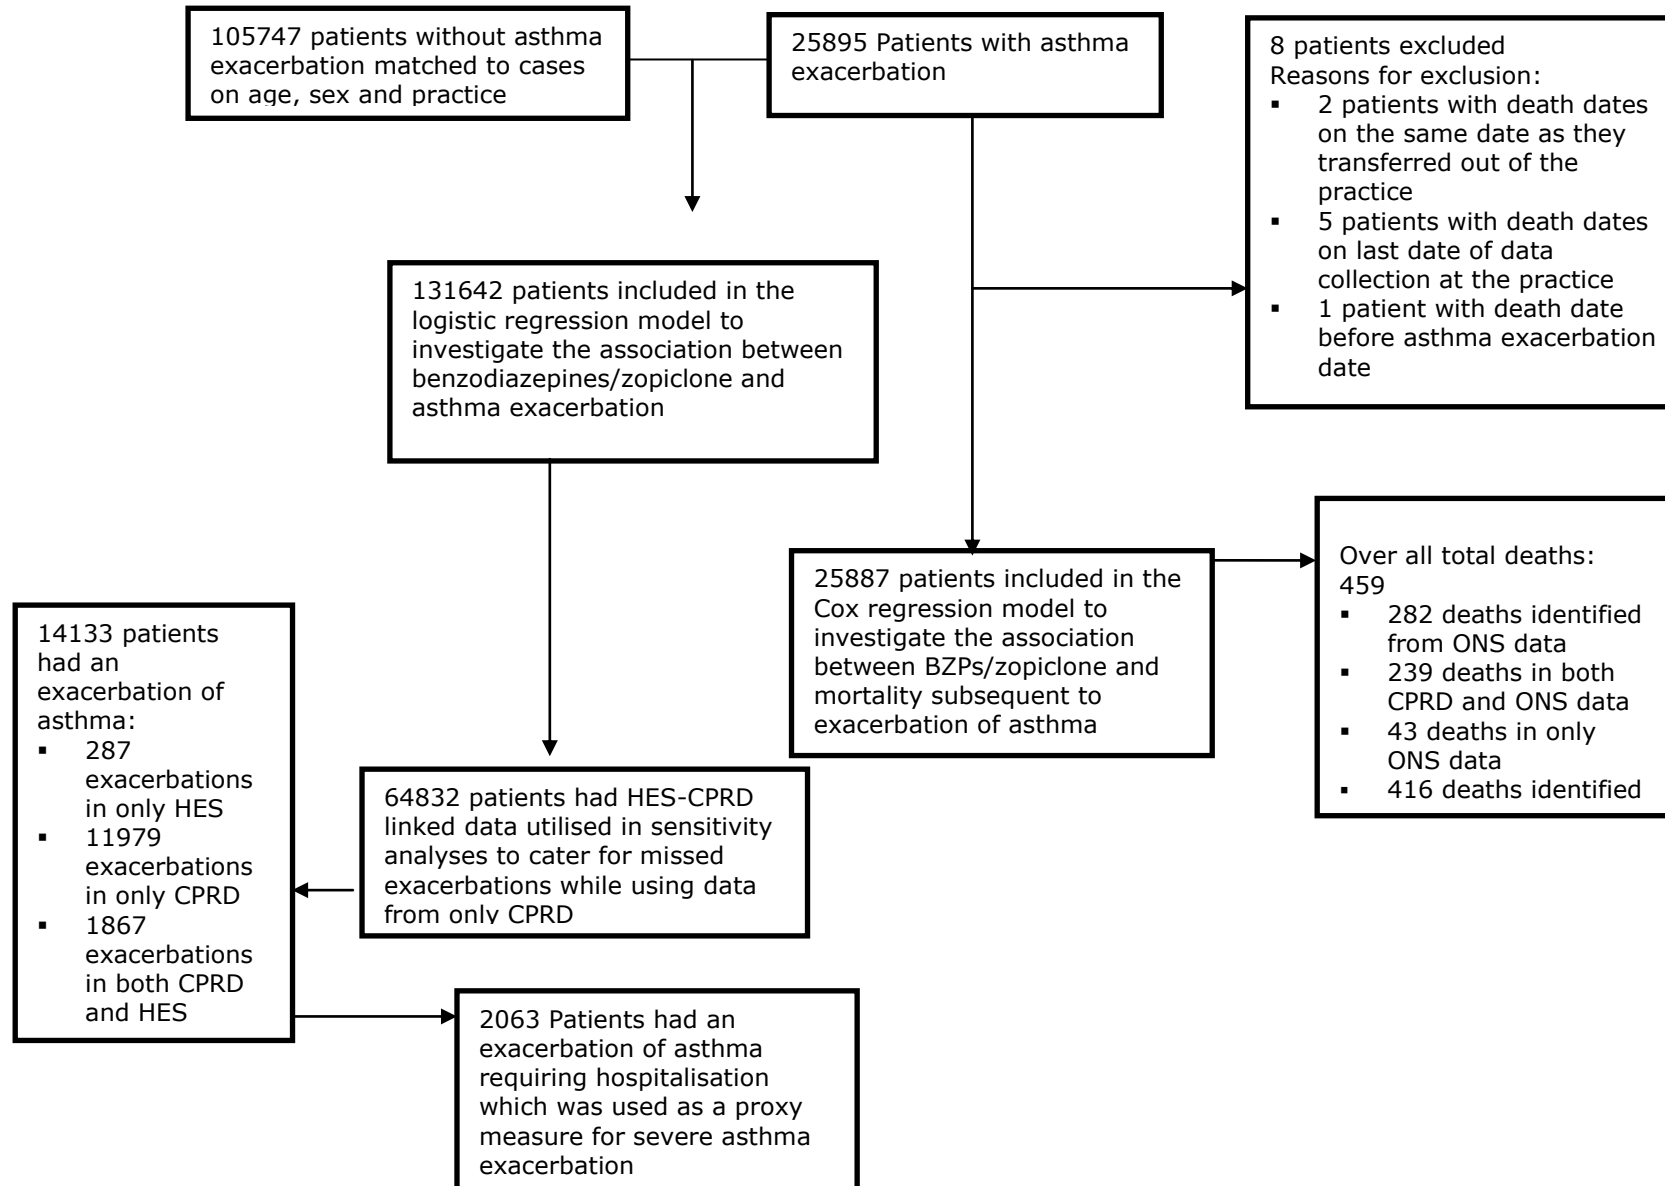 105747 patients without asthma
exacerbation matched to cases
on age, sex and practice
25895 Patients with asthma
exacerbation
8 patients excluded
Reasons for exclusion:
▪ 2 patients with death dates
on the same date as they
transferred out of the
practice
▪ 5 patients with death dates
on last date of data
collection at the practice
▪ 1 patient with death date
before asthma exacerbation
date
131642 patients included in the
logistic regression model to
investigate the association between
benzodiazepines/zopiclone and
asthma exacerbation
25887 patients included in the
Cox regression model to
investigate the association
between BZPs/zopiclone and
mortality subsequent to
exacerbation of asthma
Over all total deaths:
459
▪ 282 deaths identified
from ONS data
▪ 239 deaths in both
CPRD and ONS data
▪ 43 deaths in only
ONS data
▪ 416 deaths identified
14133 patients
had an
exacerbation of
asthma:
▪ 287
exacerbations
in only HES
▪ 11979
exacerbations
in only CPRD
▪ 1867
exacerbations
in both CPRD
and HES
64832 patients had HES-CPRD
linked data utilised in sensitivity
analyses to cater for missed
exacerbations while using data
from only CPRD
2063 Patients had an
exacerbation of asthma
requiring hospitalisation
which was used as a proxy
measure for severe asthma
exacerbation